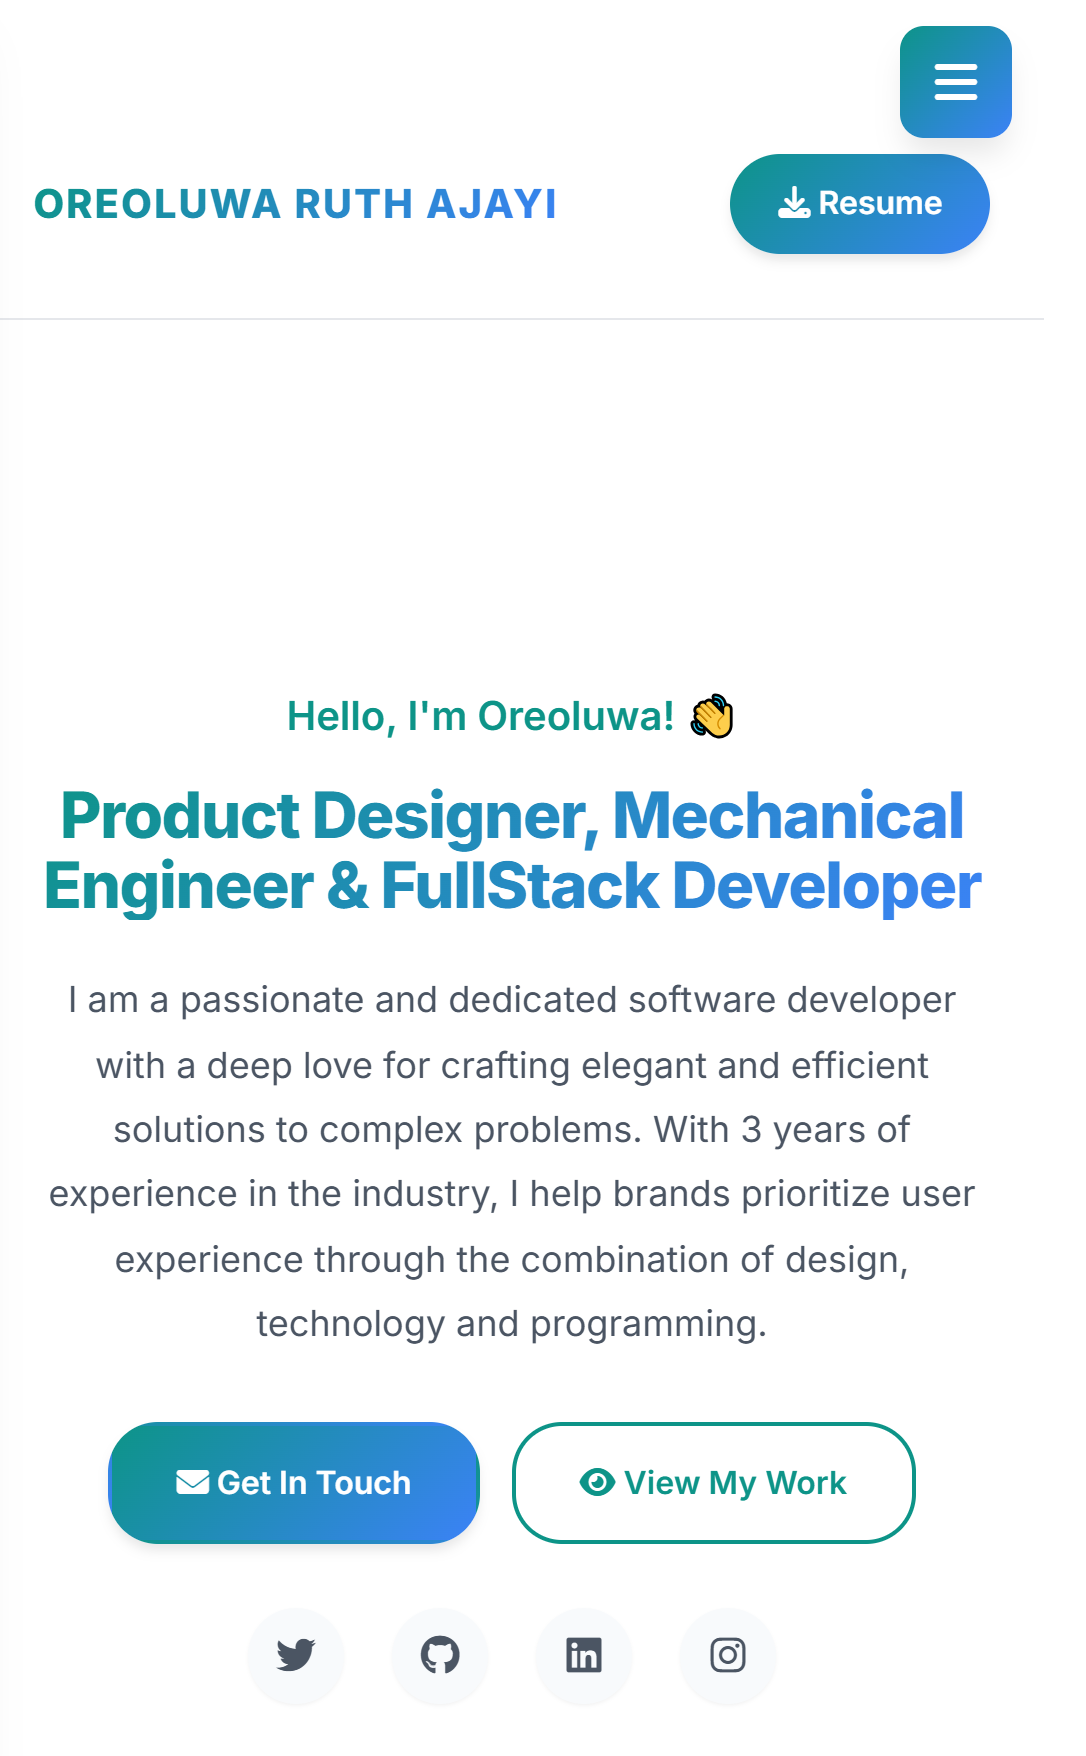 OREOLUWA RUTH AJAYI
Resume
Hello, I'm Oreoluwa! 👋
Product Designer, Mechanical
Engineer & FullStack Developer
I am a passionate and dedicated software developer
with a deep love for crafting elegant and efficient
solutions to complex problems. With 3 years of
experience in the industry, I help brands prioritize user
experience through the combination of design,
technology and programming.
Get In Touch
View My Work